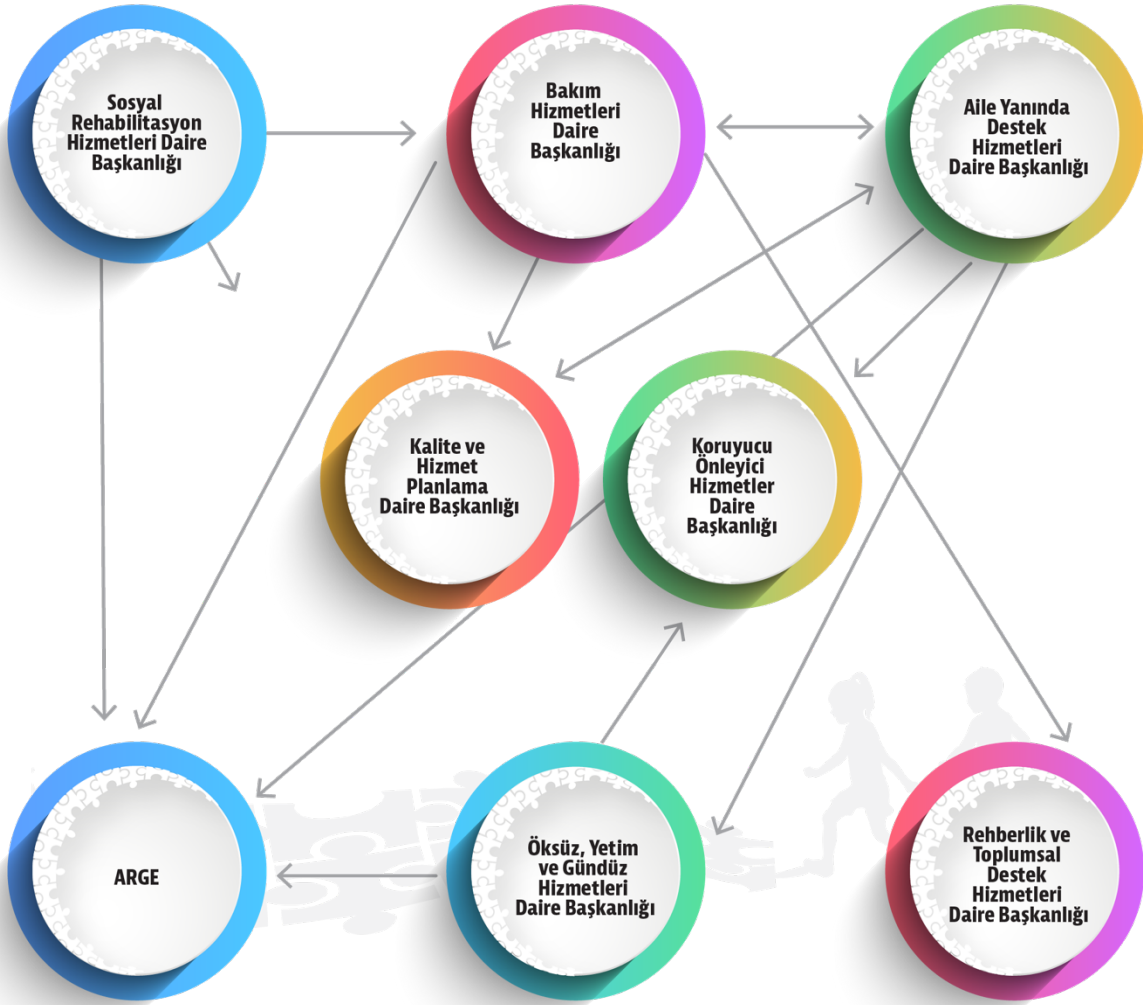 Sosyal
Rehabilitasyon
Hizmetleri Daire
Başkanlığı
Bakım
Hizmetleri
Daire
Başkanlığı
Aile Yanında
Destek
Hizmetleri
Daire Başkanlığı
Kalite ve
Hizmet
Planlama
Daire Başkanlığı
Koruyucu
Önleyici
Hizmetler
Daire
Başkanlığı
ARGE
Öksüz, Yetim
ve Gündüz
Hizmetleri
Daire Başkanlığı
Rehberlik ve
Toplumsal
Destek
Hizmetleri
Daire Başkanlığı